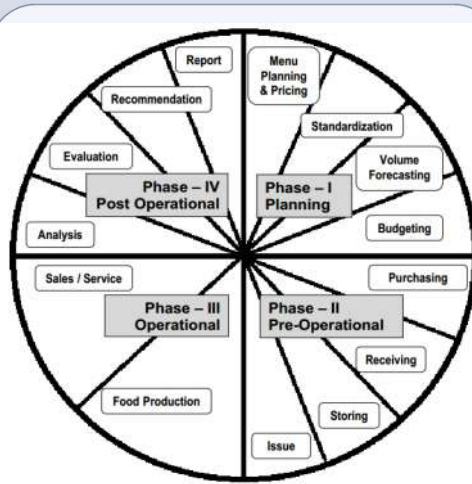 Report
Recommendation
Evaluation
Phase – IV
Post Operational
Analysis
Menu
Planning
& Pricing
Standardization
Volume
Forecasting
Phase – I
Planning
Budgeting
Sales / Service
Phase – III
Operational
Food Production
Purchasing
Phase – II
Pre-Operational
Receiving
Storing
Issue